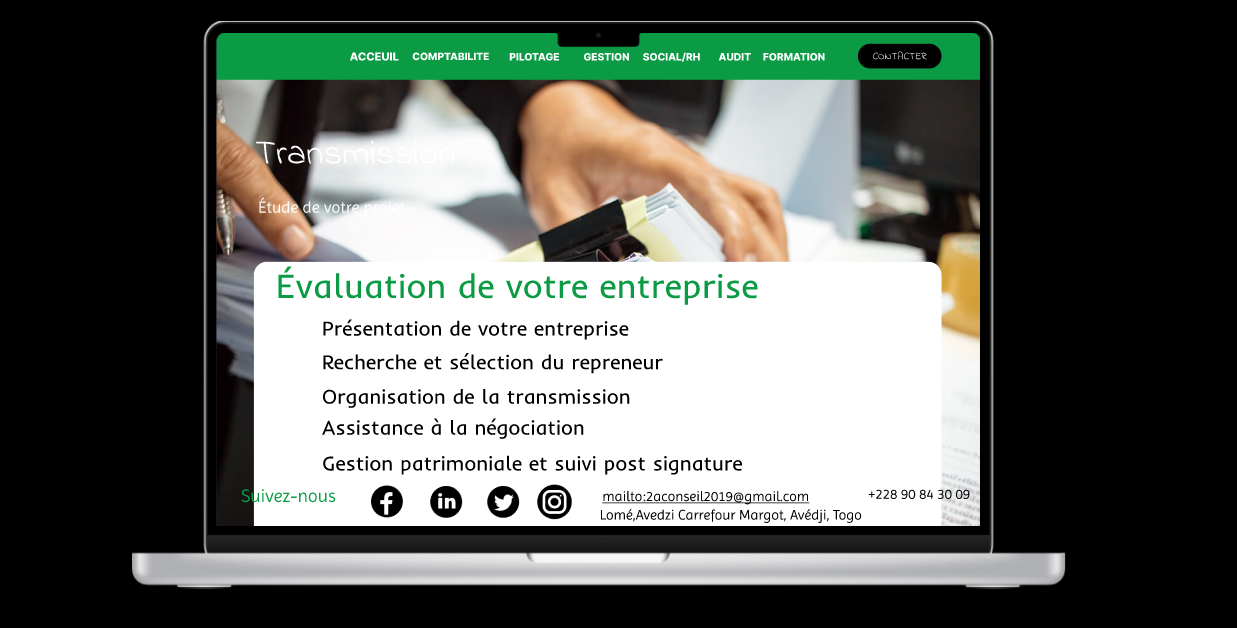 ACCEUIL COMPTABILITE PILOTAGE GESTION SOCIAL/RH AUDIT FORMATION CONTACTER
Transmission
Étude de votre projet
Évaluation de votre entreprise
Présentation de votre entreprise
Recherche et sélection du repreneur
Organisation de la transmission
Assistance à la négociation
Gestion patrimoniale et suivi post signature
Suivez-nous
mailto:2aconseil2019@gmail.com
+228 90 84 30 09
Lomé,Avedzi Carrefour Margot, Avédji, Togo